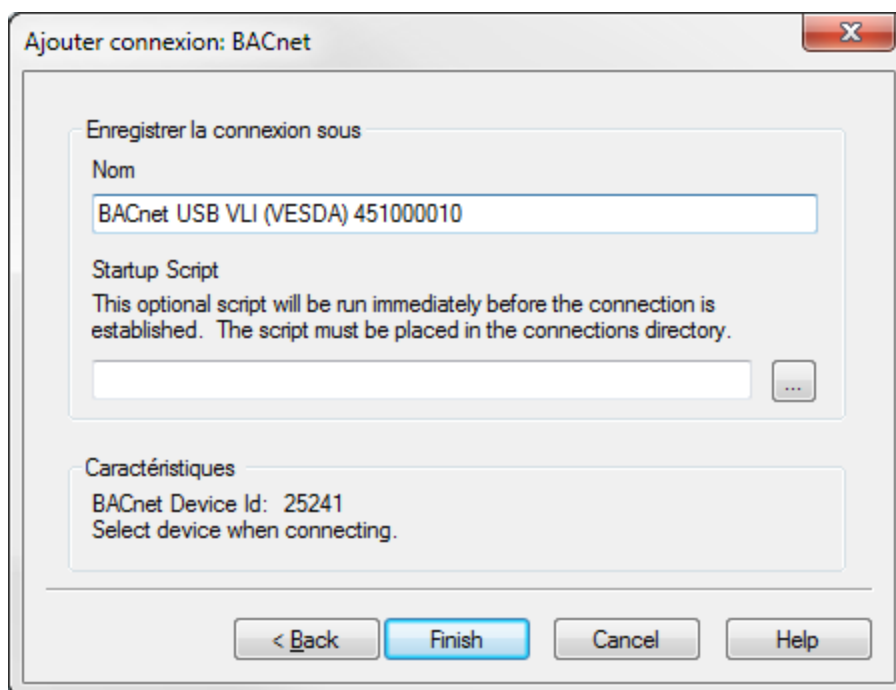 Ajouter connexion: BACnet
Enregistrer la connexion sous
Nom
BACnet USB VLI (VESDA) 451000010
Startup Script
This optional script will be run immediately before the connection is
established.  The script must be placed in the connections directory.
...
Caractéristiques
BACnet Device Id:  25241
Select device when connecting.
< Back
Finish
Cancel
Help